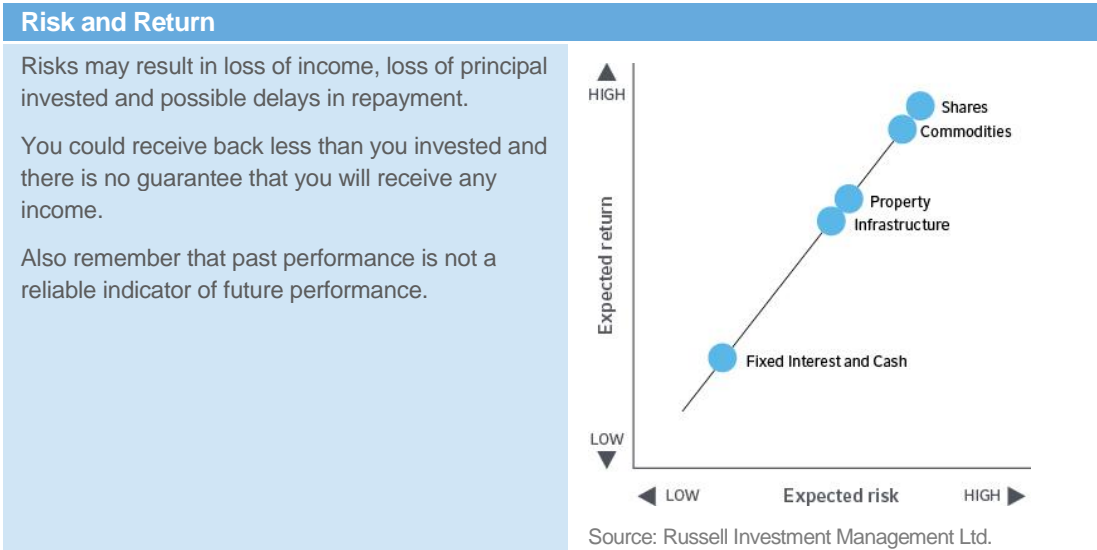 Risk and Return
Risks may result in loss of income, loss of principal
invested and possible delays in repayment.
You could receive back less than you invested and
there is no guarantee that you will receive any
income.
Also remember that past performance is not a
reliable indicator of future performance.
HIGH
Shares
Commodities
Property
Infrastructure
Expected return
Fixed Interest and Cash
LOW
LOW Expected risk HIGH
Source: Russell Investment Management Ltd.